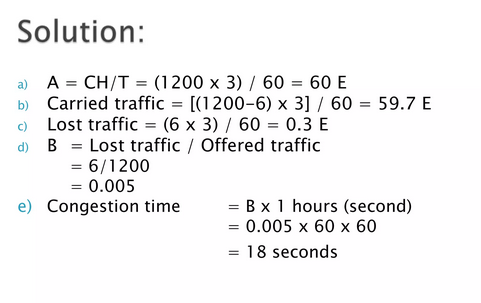 Solution:
a) A = CH/T = (1200 x 3) / 60 = 60 E
b) Carried traffic = [(1200-6) x 3] / 60 = 59.7 E
c) Lost traffic = (6 x 3) / 60 = 0.3 E
d) B = Lost traffic / Offered traffic
= 6/1200
= 0.005
e) Congestion time = B x 1 hours (second)
= 0.005 x 60 x 60
= 18 seconds